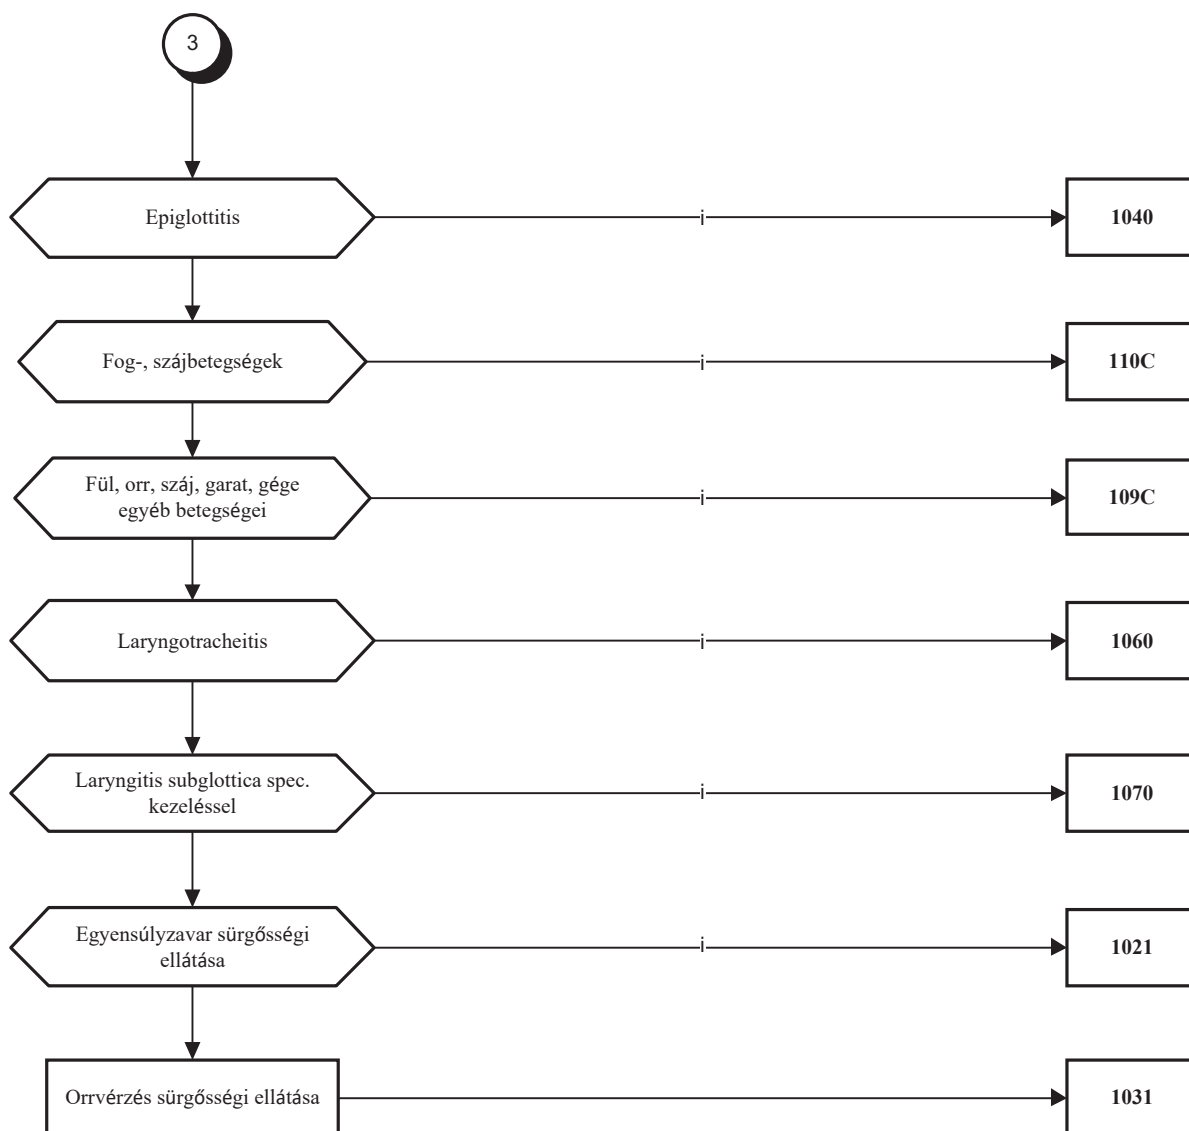 3
Epiglottitis
i
1040
Fog-, szájbetegségek
i
110C
Fül, orr, száj, garat, gége
egyéb betegségei
i
109C
Laryngotracheitis
i
1060
Laryngitis subglottica spec.
kezeléssel
i
1070
Egyensúlyzavar sürgősségi
ellátása
i
1021
Orrvérzés sürgősségi ellátása
1031